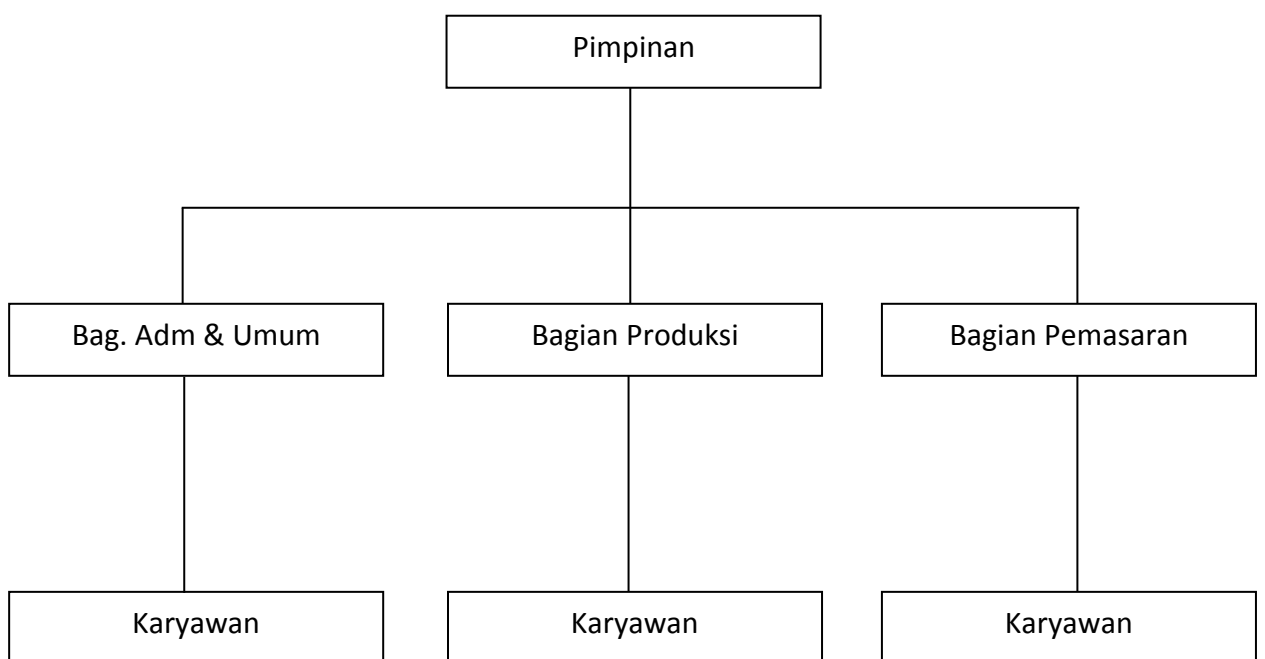 Pimpinan
Bag. Adm & Umum
Bagian Produksi
Bagian Pemasaran
Karyawan
Karyawan
Karyawan